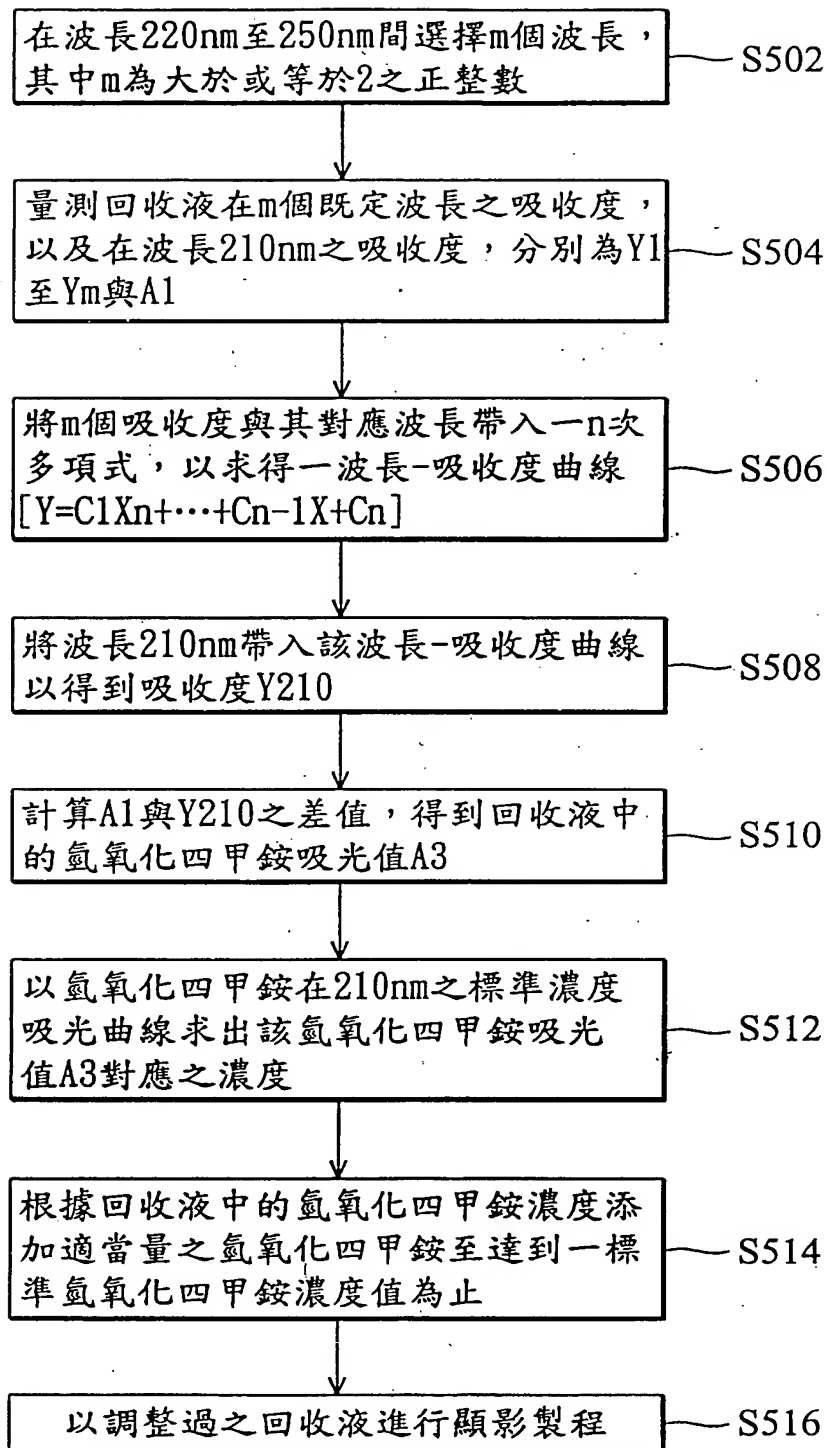 在波長220nm至250nm間選擇m個波長，
其中m為大於或等於2之正整數
S502
量測回收液在m個既定波長之吸收度，
以及在波長210nm之吸收度，分別為Y1
至Ym與A1
S504
將m個吸收度與其對應波長帶入一n次
多項式，以求得一波長-吸收度曲線
[Y=C1Xn+⋯+Cn-1X+Cn]
S506
將波長210nm帶入該波長-吸收度曲線
以得到吸收度Y210
S508
計算A1與Y210之差值，得到回收液中
的氫氧化四甲銨吸光值A3
S510
以氫氧化四甲銨在210nm之標準濃度
吸光曲線求出該氫氧化四甲銨吸光
值A3對應之濃度
S512
根據回收液中的氫氧化四甲銨濃度添
加適當量之氫氧化四甲銨至達到一標
準氫氧化四甲銨濃度值為止
S514
以調整過之回收液進行顯影製程
S516